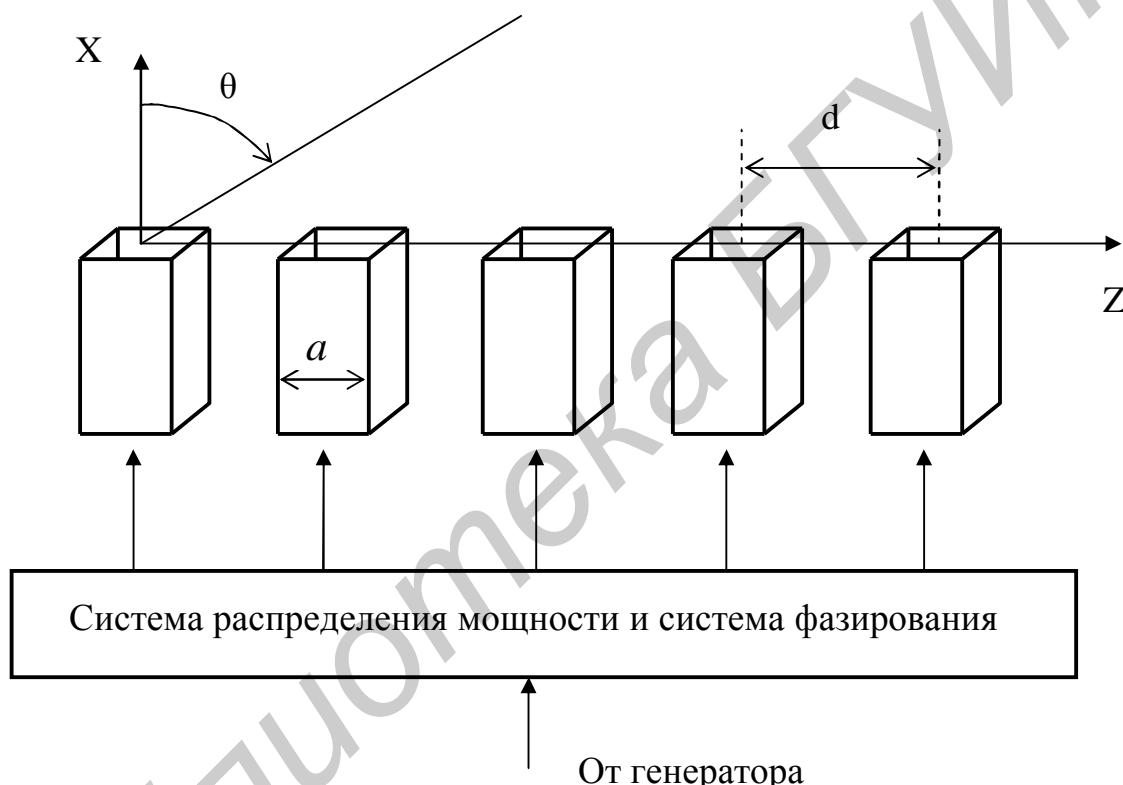 X
θ
d
Z
a
Система распределения мощности и система фазирования
От генератора